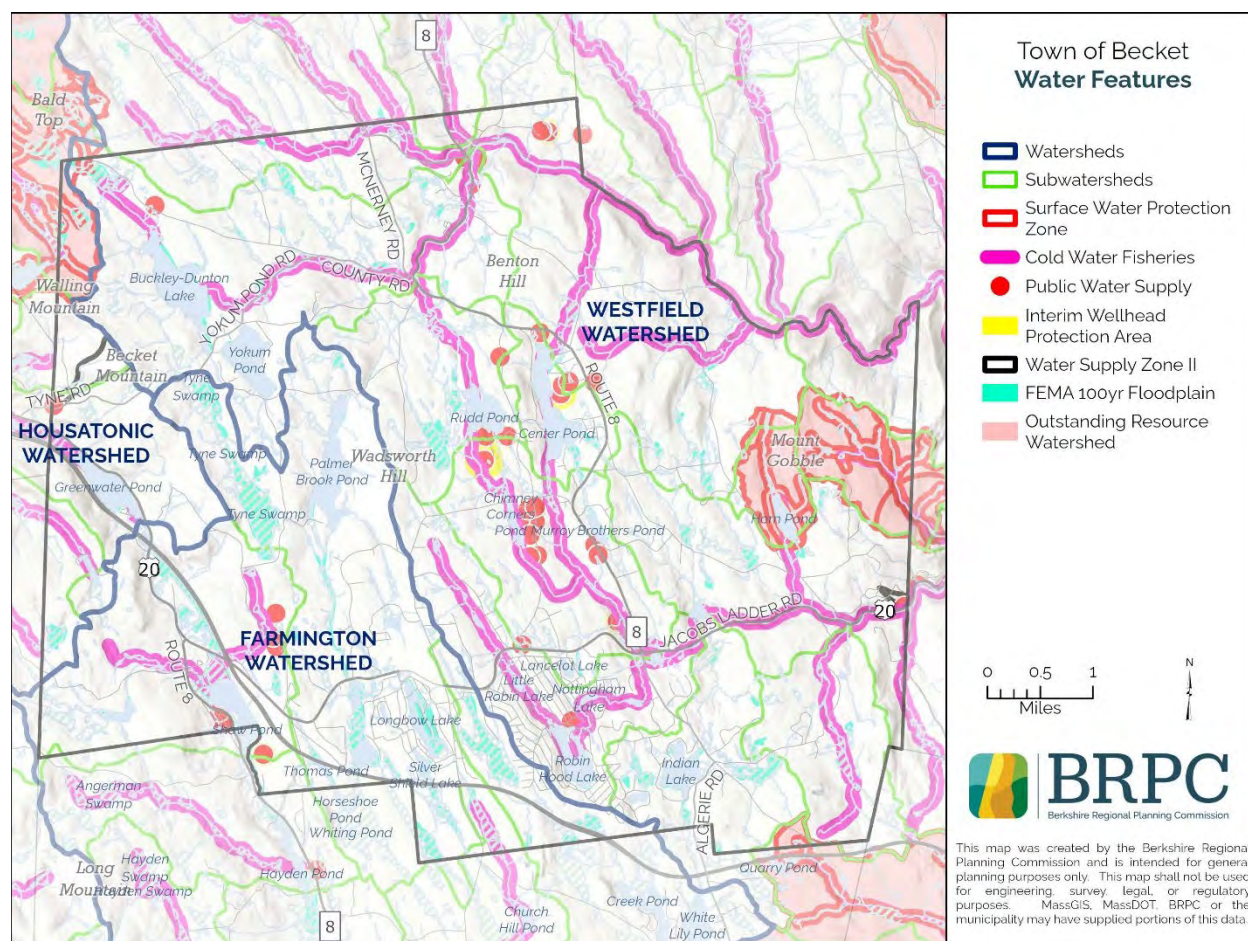 Town of Becket
Water Features
Watersheds
Subwatersheds
Surface Water Protection
Zone
Cold Water Fisheries
Public Water Supply
Interim Wellhead
Protection Area
Water Supply Zone II
FEMA 100yr Floodplain
Outstanding Resource
Watershed
0 0.5 1
Miles
N
BRPC
Berkshire Regional Planning Commission
This map was created by the Berkshire Regional
Planning Commission and is intended for general
planning purposes only. This map shall not be used
for engineering, survey, legal, or regulatory
purposes. MassGIS, MassDOT, BRPC or the
municipality may have supplied portions of this data.
8
Bald
Top
MCNERNEY RD
Buckley-Dunton
Lake
COUNTY RD
Benton
Hill
Walling
Mountain
YOKUM POND RD
WESTFIELD
WATERSHED
Becket
Mountain
Yokum
Pond
Tyne
Swamp
TYNE RD
ROUTE 8
HOUSATONIC
WATERSHED
Rudd Pond
Center Pond
Mount
Gobble
Tyne Swamp
Palmer
Brook Pond
Wadsworth
Hill
Greenwater Pond
Tyne Swamp
Chimney
Corners
Pond
Murroy Brothers Pond
Ham Pond
20
20
FARMINGTON
WATERSHED
8
JACOBS LADDER RD
ROUTE 8
Lancelot Lake
Little
Robin Lake
Nottingham
Lake
Longbow Lake
Shaw Pond
Thomas Pond
Silver
Shield Lake
Robin
Hood Lake
Indian
Lake
ALGERIE RD
Angerman
Swamp
Horseshoe
Pond
Whiting Pond
Long
Mountain
Hayden
Swamp
Hayden Swamp
Hayden Pond
Quarry Pond
8
Church
Hill Pond
Creek Pond
White
Lily Pond